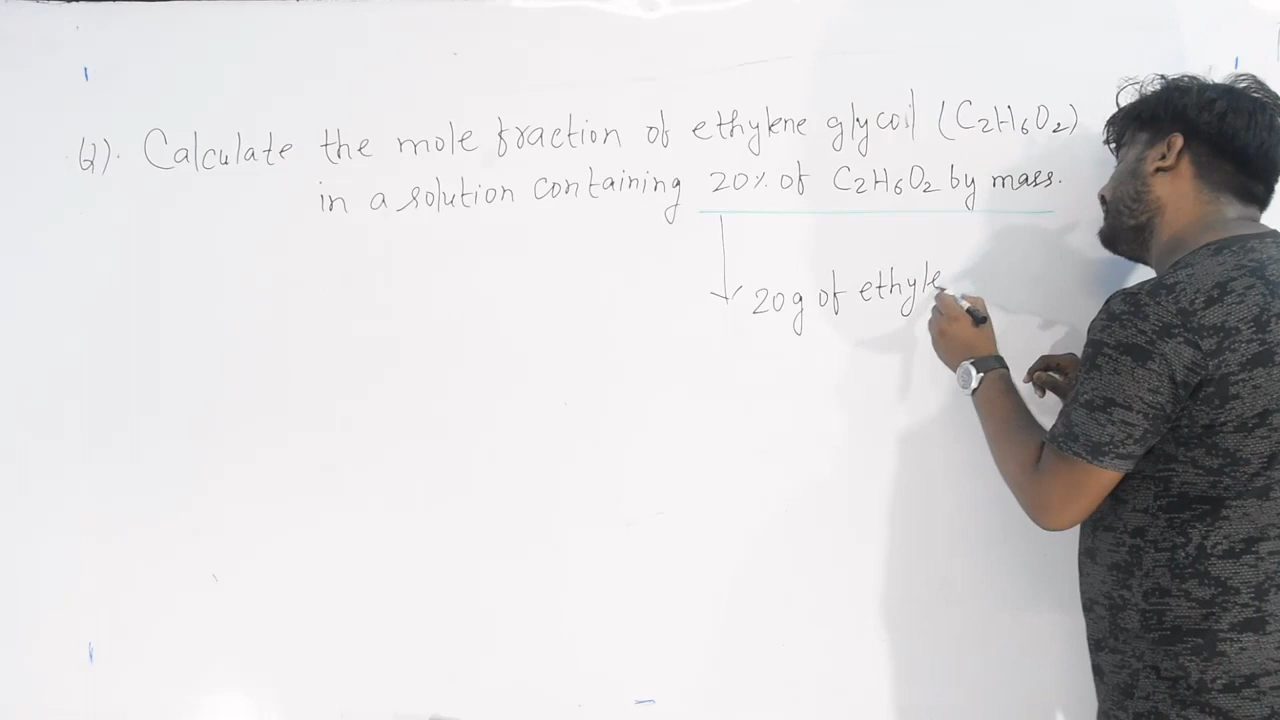 Q). Calculate the mole fraction of ethylene glycoil (C2H6O2)
in a solution containing 20% of C2H6O2 by mass.
20g of ethyle